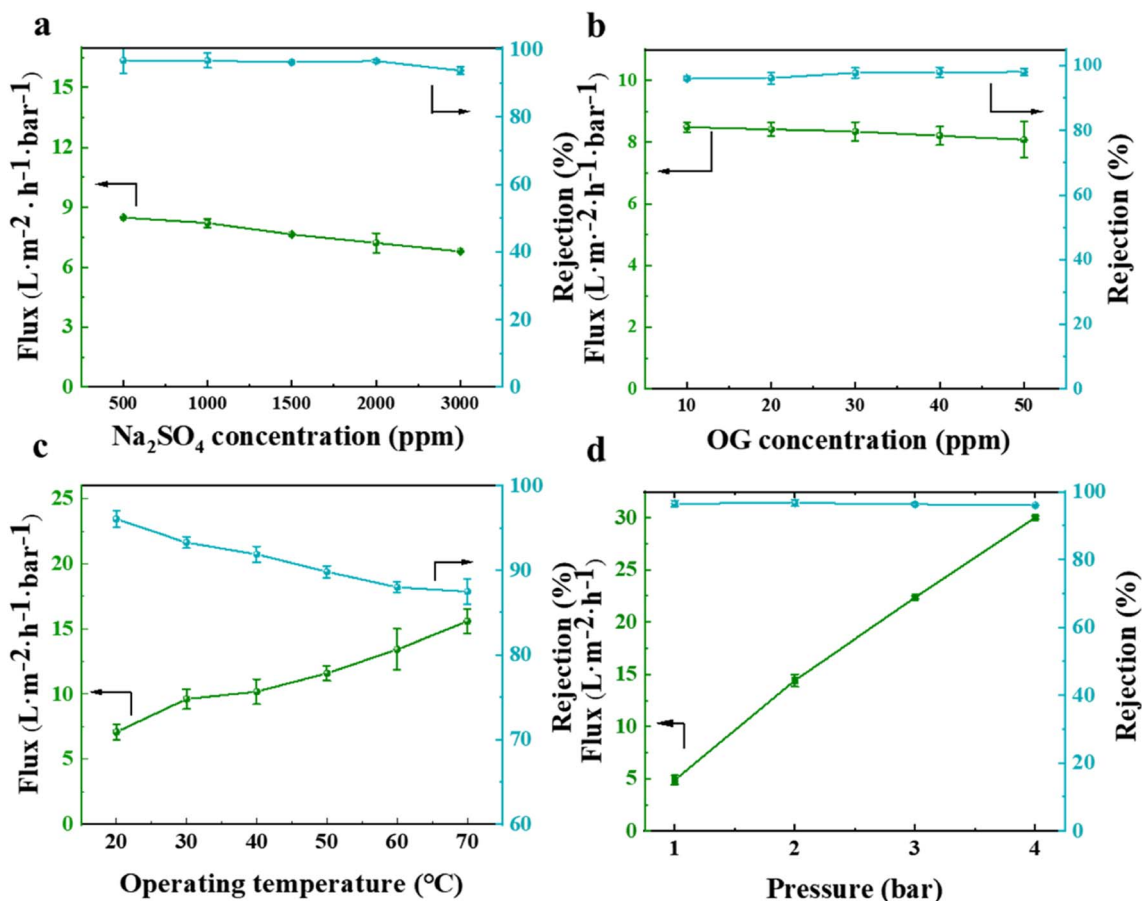 a
Flux (L·m⁻²·h⁻¹·bar⁻¹)
15
12
9
6
3
0
100
80
60
40
20
0
Rejection (%)
500 1000 1500 2000 3000
Na₂SO₄ concentration (ppm)
b
Flux (L·m·⁻²·h⁻¹·bar⁻¹)
10
8
6
4
2
0
100
80
60
40
20
0
Rejection (%)
10 20 30 40 50
OG concentration (ppm)
c
Flux (L·m⁻²·h⁻¹·bar⁻¹)
25
20
15
10
5
0
100
90
80
70
60
Rejection (%)
20 30 40 50 60 70
Operating temperature (°C)
d
Flux (L·m⁻²·h⁻¹)
30
25
20
15
10
5
0
100
80
60
40
20
0
Rejection (%)
1 2 3 4
Pressure (bar)